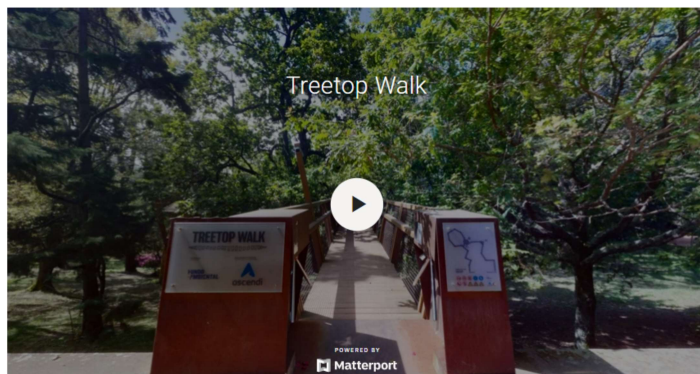 Treetop Walk
TREETOP WALK
ascendi
POWERED BY
Matterport